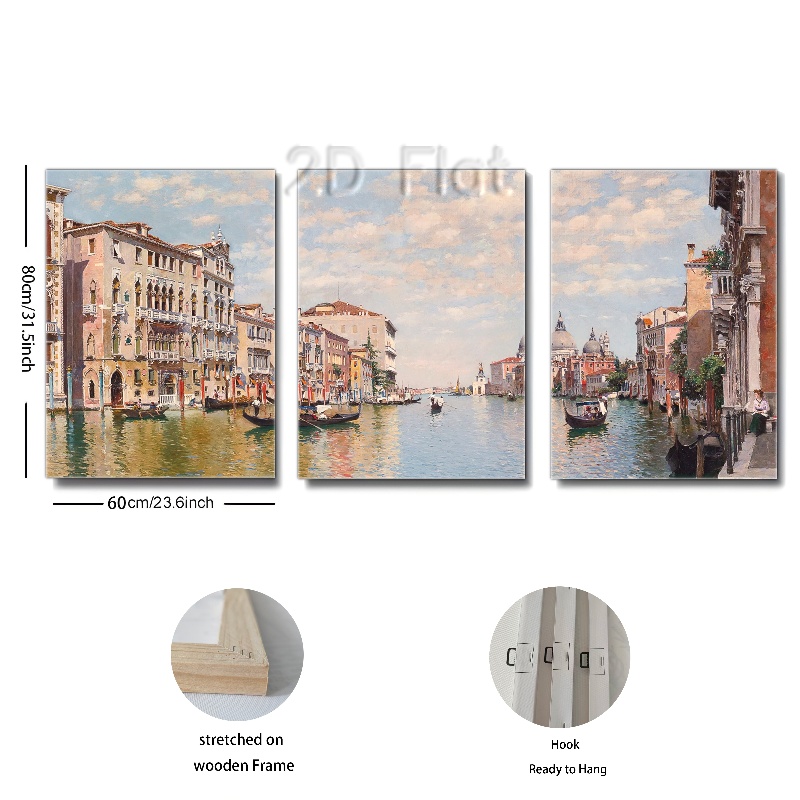 2D Flat
80cm/31.5inch
60cm/23.6inch
stretched on
wooden Frame
Hook
Ready to Hang